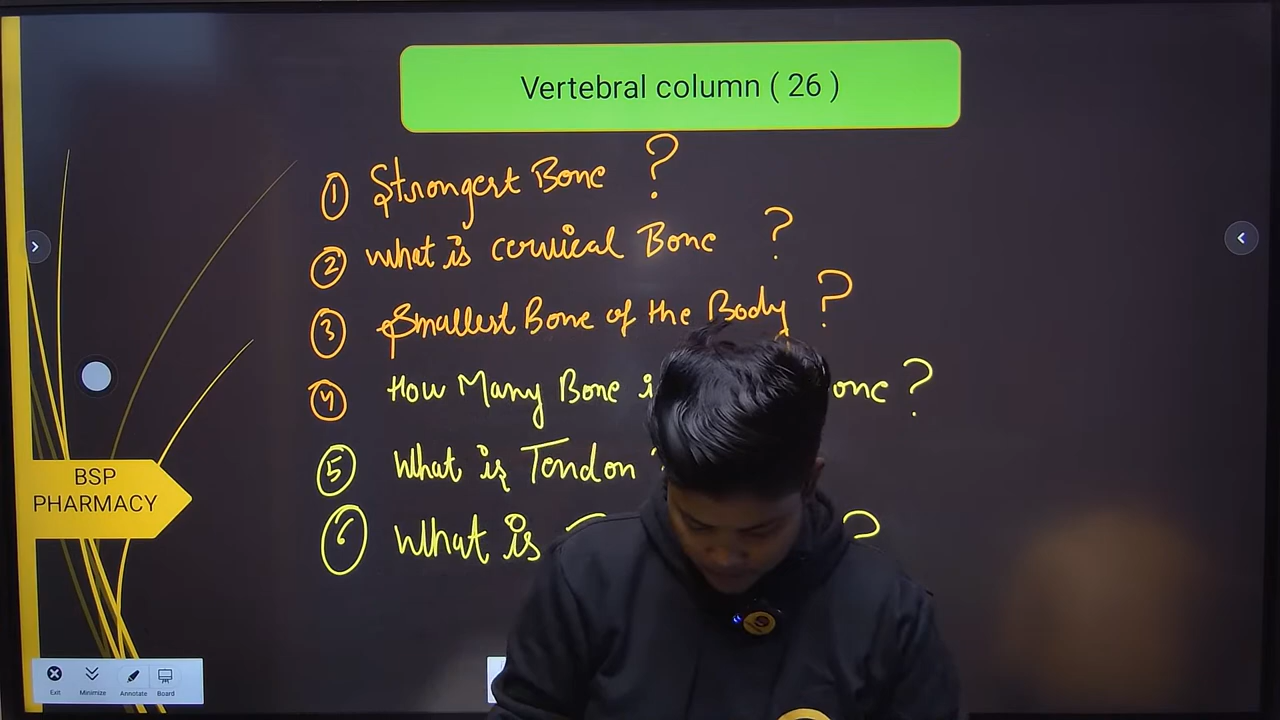 Vertebral column ( 26 )
① Strongest Bone ?
② What is cervical Bone ?
③ Smallest Bone of the Body ?
④ How Many Bone ?
⑤ What is Tendon
⑥ What is ?
BSP
PHARMACY
Exit
Minimize
Annotate
Board